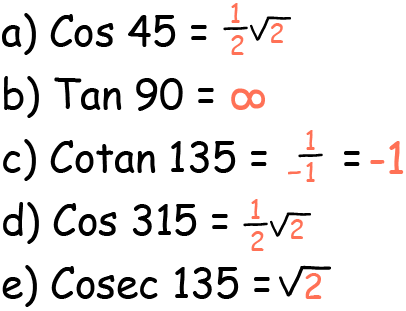 a) Cos 45 = 1/2 √2
b) Tan 90 = ∞
c) Cotan 135 = 1/-1 = -1
d) Cos 315 = 1/2 √2
e) Cosec 135 = √2